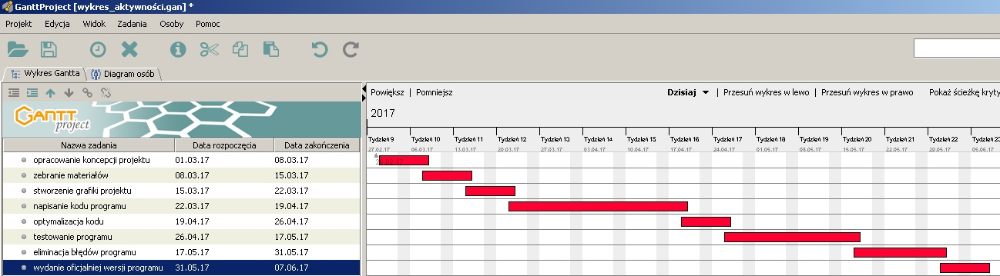 GanttProject [wykres_aktywności.gan] *
Projekt Edycja Widok Zadania Osoby Pomoc
Wykres Gantta Diagram osób
Powiększ | Pomniejsz Dzisiaj | Przesuń wykres w lewo | Przesuń wykres w prawo Pokaż ścieżkę kryty
GANTT project
2017
Nazwa zadania Data rozpoczęcia Data zakończenia
Tydzień 9 Tydzień 10 Tydzień 11 Tydzień 12 Tydzień 13 Tydzień 14 Tydzień 15 Tydzień 16 Tydzień 17 Tydzień 18 Tydzień 19 Tydzień 20 Tydzień 21 Tydzień 22 Tydzień 23
27.02.17 06.03.17 13.03.17 20.03.17 27.03.17 03.04.17 10.04.17 17.04.17 24.04.17 01.05.17 08.05.17 15.05.17 22.05.17 29.05.17 05.06.17
opracowanie koncepcji projektu 01.03.17 08.03.17
zebranie materiałów 08.03.17 15.03.17
stworzenie grafiki projektu 15.03.17 22.03.17
napisanie kodu programu 22.03.17 19.04.17
optymalizacja kodu 19.04.17 26.04.17
testowanie programu 26.04.17 17.05.17
eliminacja błędów programu 17.05.17 31.05.17
wydanie oficjalniej wersji programu 31.05.17 07.06.17